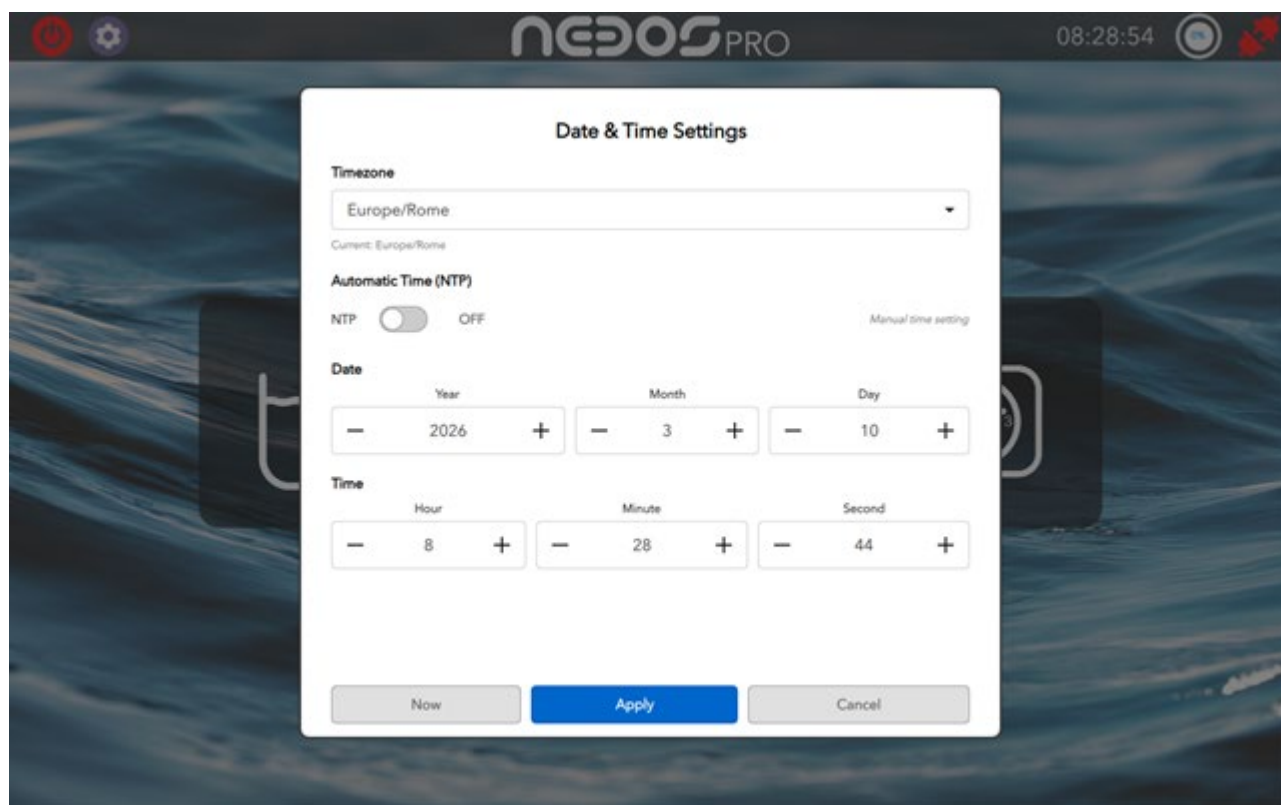 NEDOS PRO 08:28:54 0%
Date & Time Settings
Timezone
Europe/Rome
Current: Europe/Rome
Automatic Time (NTP)
NTP OFF Manual time setting
Date
Year Month Day
− 2026 + − 3 + − 10 +
Time
Hour Minute Second
− 8 + − 28 + − 44 +
Now Apply Cancel